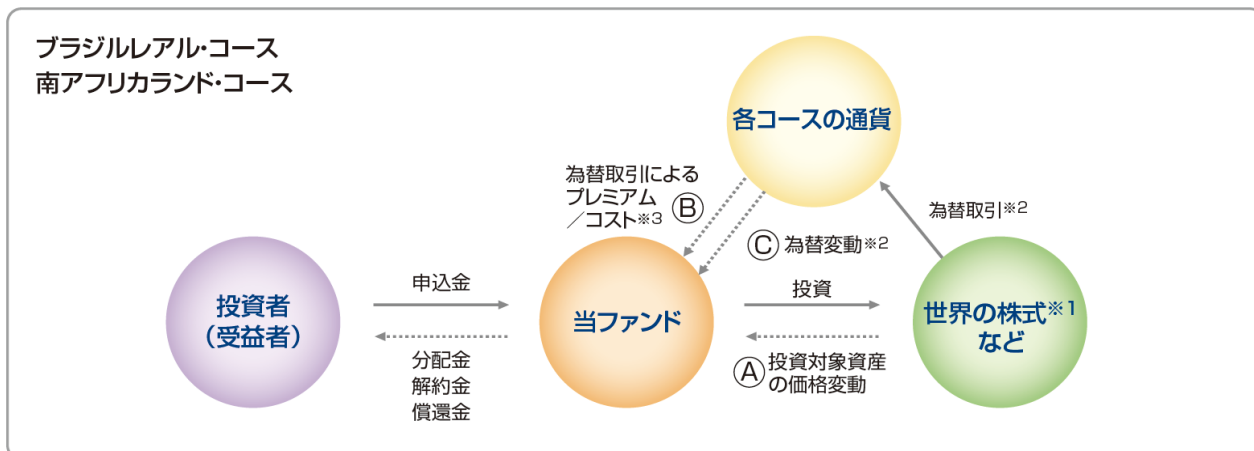 ブラジルレアル・コース
南アフリカランド・コース
各コースの通貨
為替取引による
プレミアム
／コスト※3 Ⓑ
為替取引※2
Ⓒ 為替変動※2
投資者
（受益者）
申込金
分配金
解約金
償還金
当ファンド
投資
Ⓐ 投資対象資産
の価格変動
世界の株式※1
など